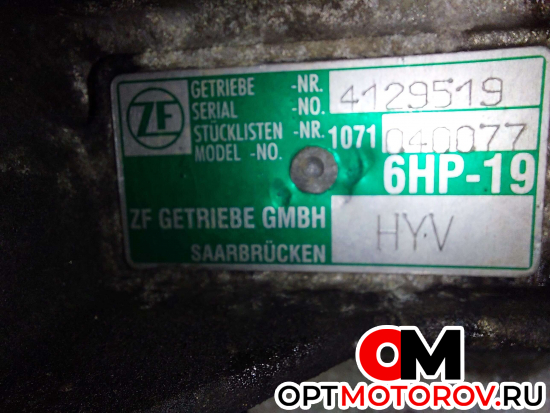 ZF
GETRIEBE -NR. 4129519
SERIAL -NO.
STÜCKLISTEN -NR. 1071 040077
MODEL -NO.
6HP-19
ZF GETRIEBE GMBH HY.V
SAARBRÜCKEN
OM
OPTMOTOROV.RU